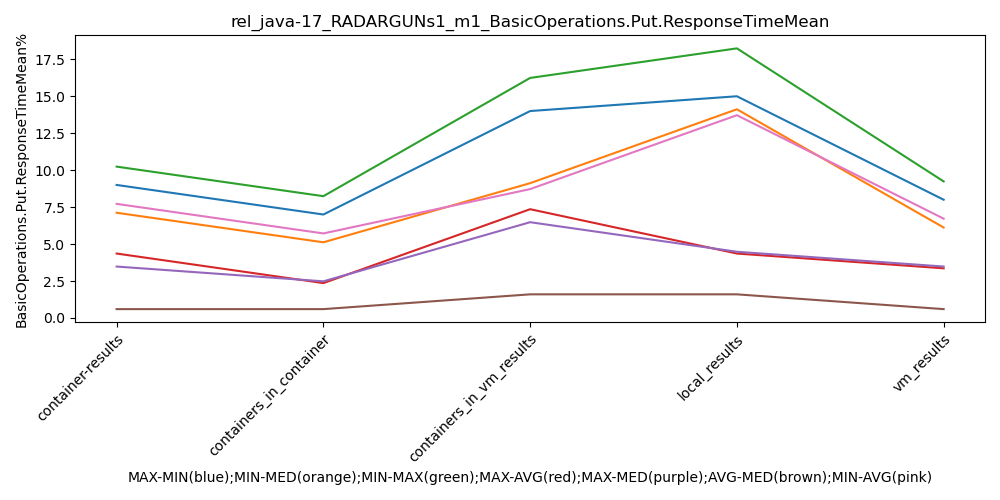 rel_java-17_RADARGUNs1_m1_BasicOperations.Put.ResponseTimeMean
BasicOperations.Put.ResponseTimeMean%
17.5
15.0
12.5
10.0
7.5
5.0
2.5
0.0
container-results
containers_in_container
containers_in_vm_results
local_results
vm_results
MAX-MIN(blue);MIN-MED(orange);MIN-MAX(green);MAX-AVG(red);MAX-MED(purple);AVG-MED(brown);MIN-AVG(pink)